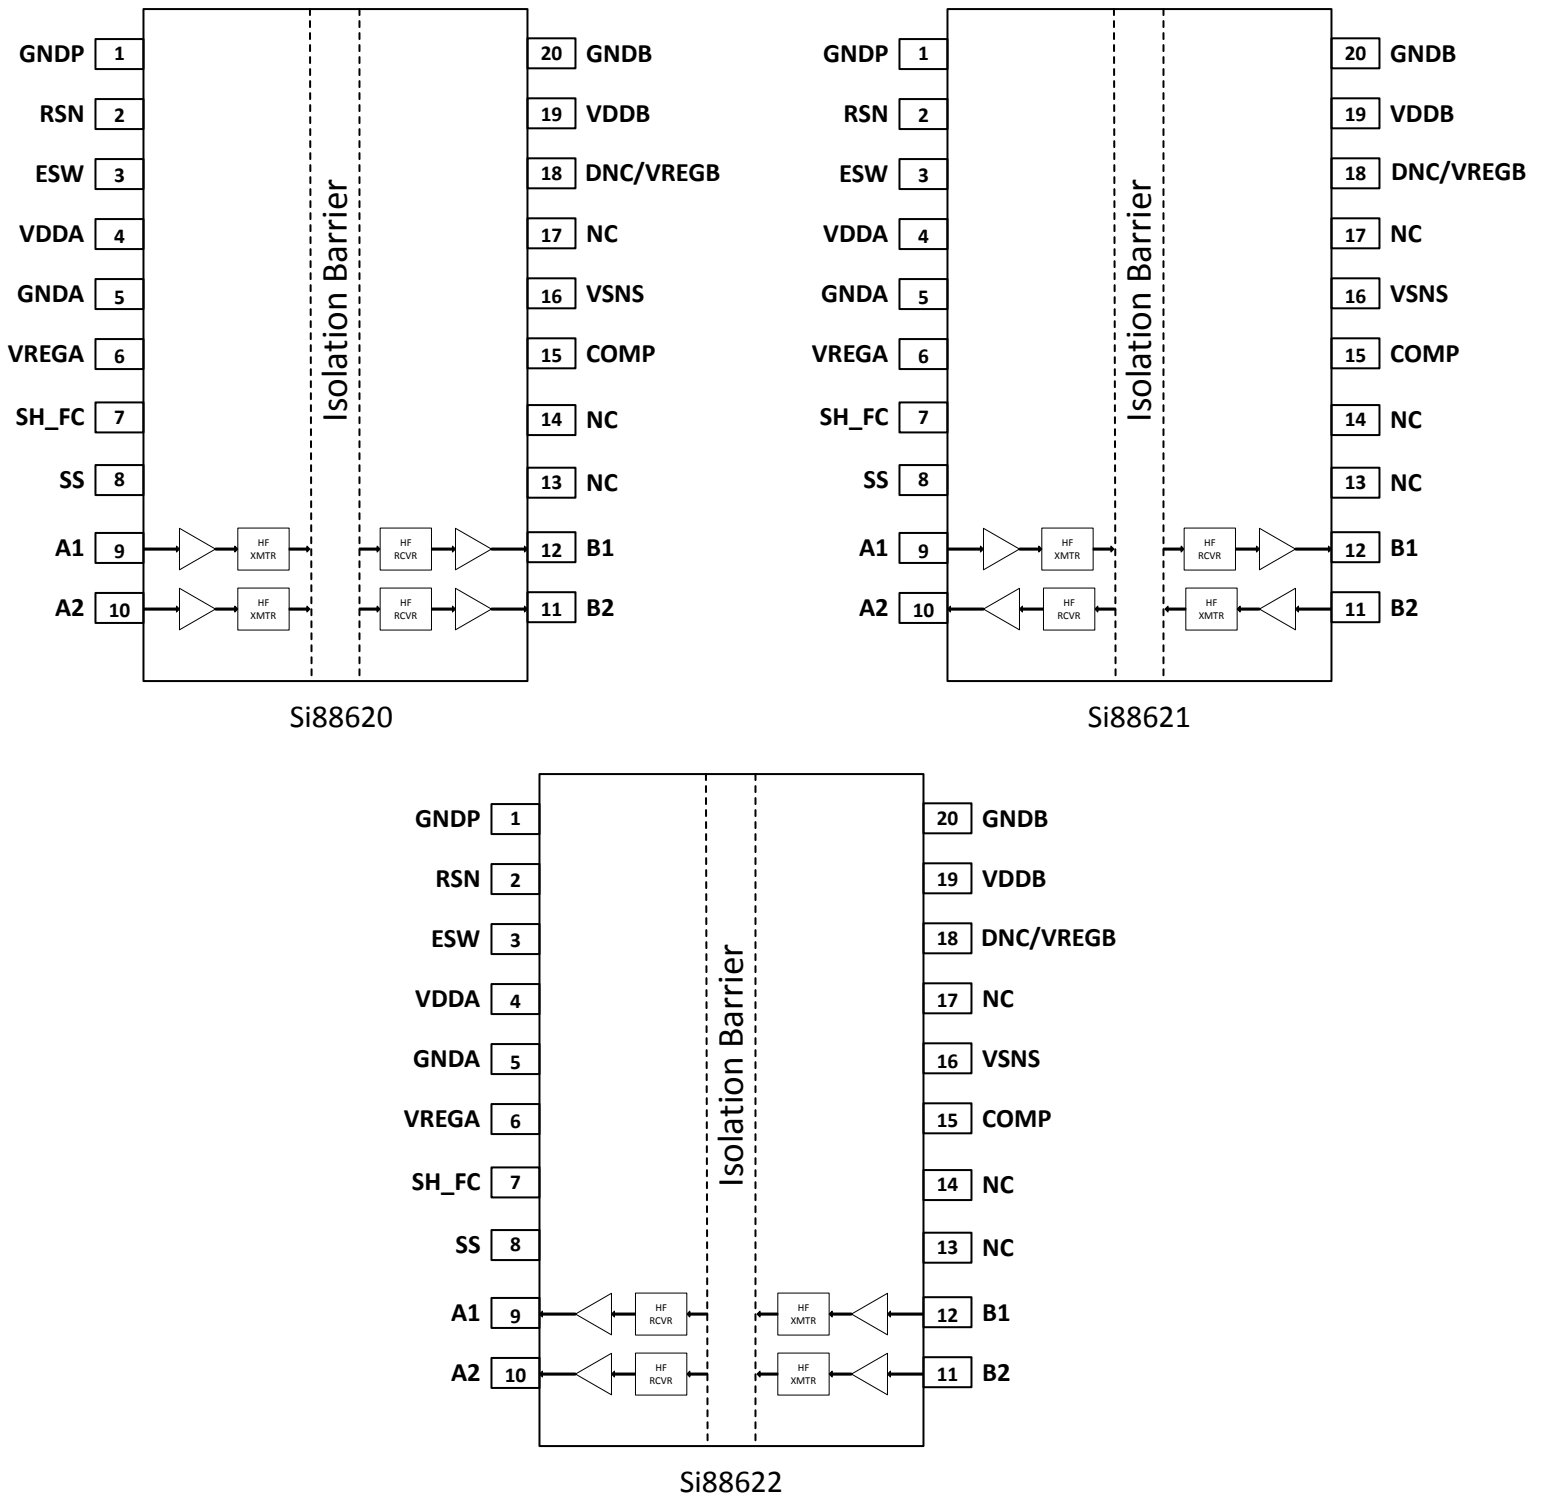 GNDP 1 20 GNDB
RSN 2 19 VDDB
ESW 3 18 DNC/VREGB
VDDA 4 17 NC
GNDA 5 16 VSNS
VREGA 6 15 COMP
SH_FC 7 14 NC
SS 8 13 NC
Isolation Barrier
A1 9 HF XMTR HF RCVR 12 B1
A2 10 HF XMTR HF RCVR 11 B2
Si88620
GNDP 1 20 GNDB
RSN 2 19 VDDB
ESW 3 18 DNC/VREGB
VDDA 4 17 NC
GNDA 5 16 VSNS
VREGA 6 15 COMP
SH_FC 7 14 NC
SS 8 13 NC
Isolation Barrier
A1 9 HF XMTR HF RCVR 12 B1
A2 10 HF RCVR HF XMTR 11 B2
Si88621
GNDP 1 20 GNDB
RSN 2 19 VDDB
ESW 3 18 DNC/VREGB
VDDA 4 17 NC
GNDA 5 16 VSNS
VREGA 6 15 COMP
SH_FC 7 14 NC
SS 8 13 NC
Isolation Barrier
A1 9 HF RCVR HF XMTR 12 B1
A2 10 HF RCVR HF XMTR 11 B2
Si88622